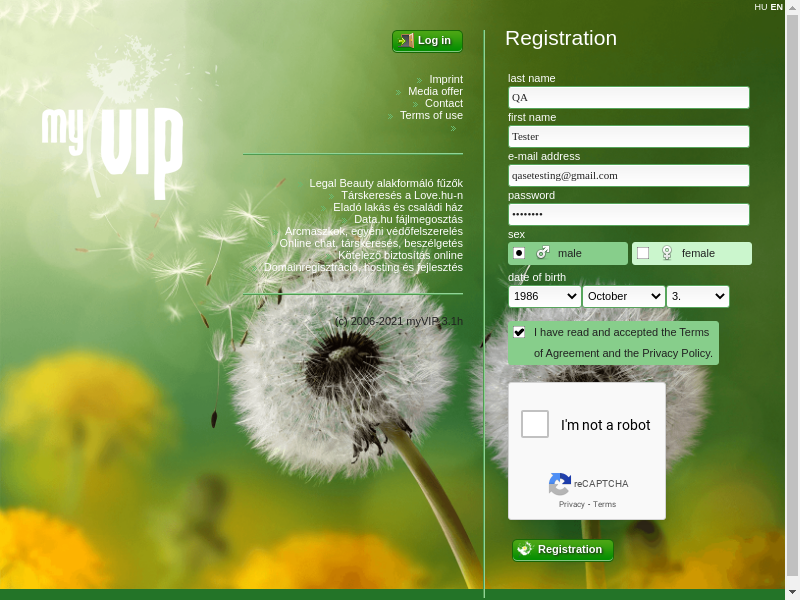 HU EN
Log in
Imprint
Media offer
Contact
Terms of use
my VIP
Legal Beauty alakformáló fűzők
Társkeresés a Love.hu-n
Eladó lakás és családi ház
Data.hu fájlmegosztás
Arcmaszkok, egyéni védőfelszerelés
Online chat, társkeresés, beszélgetés
Kötelező biztosítás online
Domainregisztráció, hosting és fejlesztés
(c) 2006-2021 myVIP 3.1h
Registration
last name
QA
first name
Tester
e-mail address
qasetesting@gmail.com
password
••••••••
sex
male
female
date of birth
1986 October 3.
I have read and accepted the Terms
of Agreement and the Privacy Policy.
I'm not a robot
reCAPTCHA
Privacy - Terms
Registration